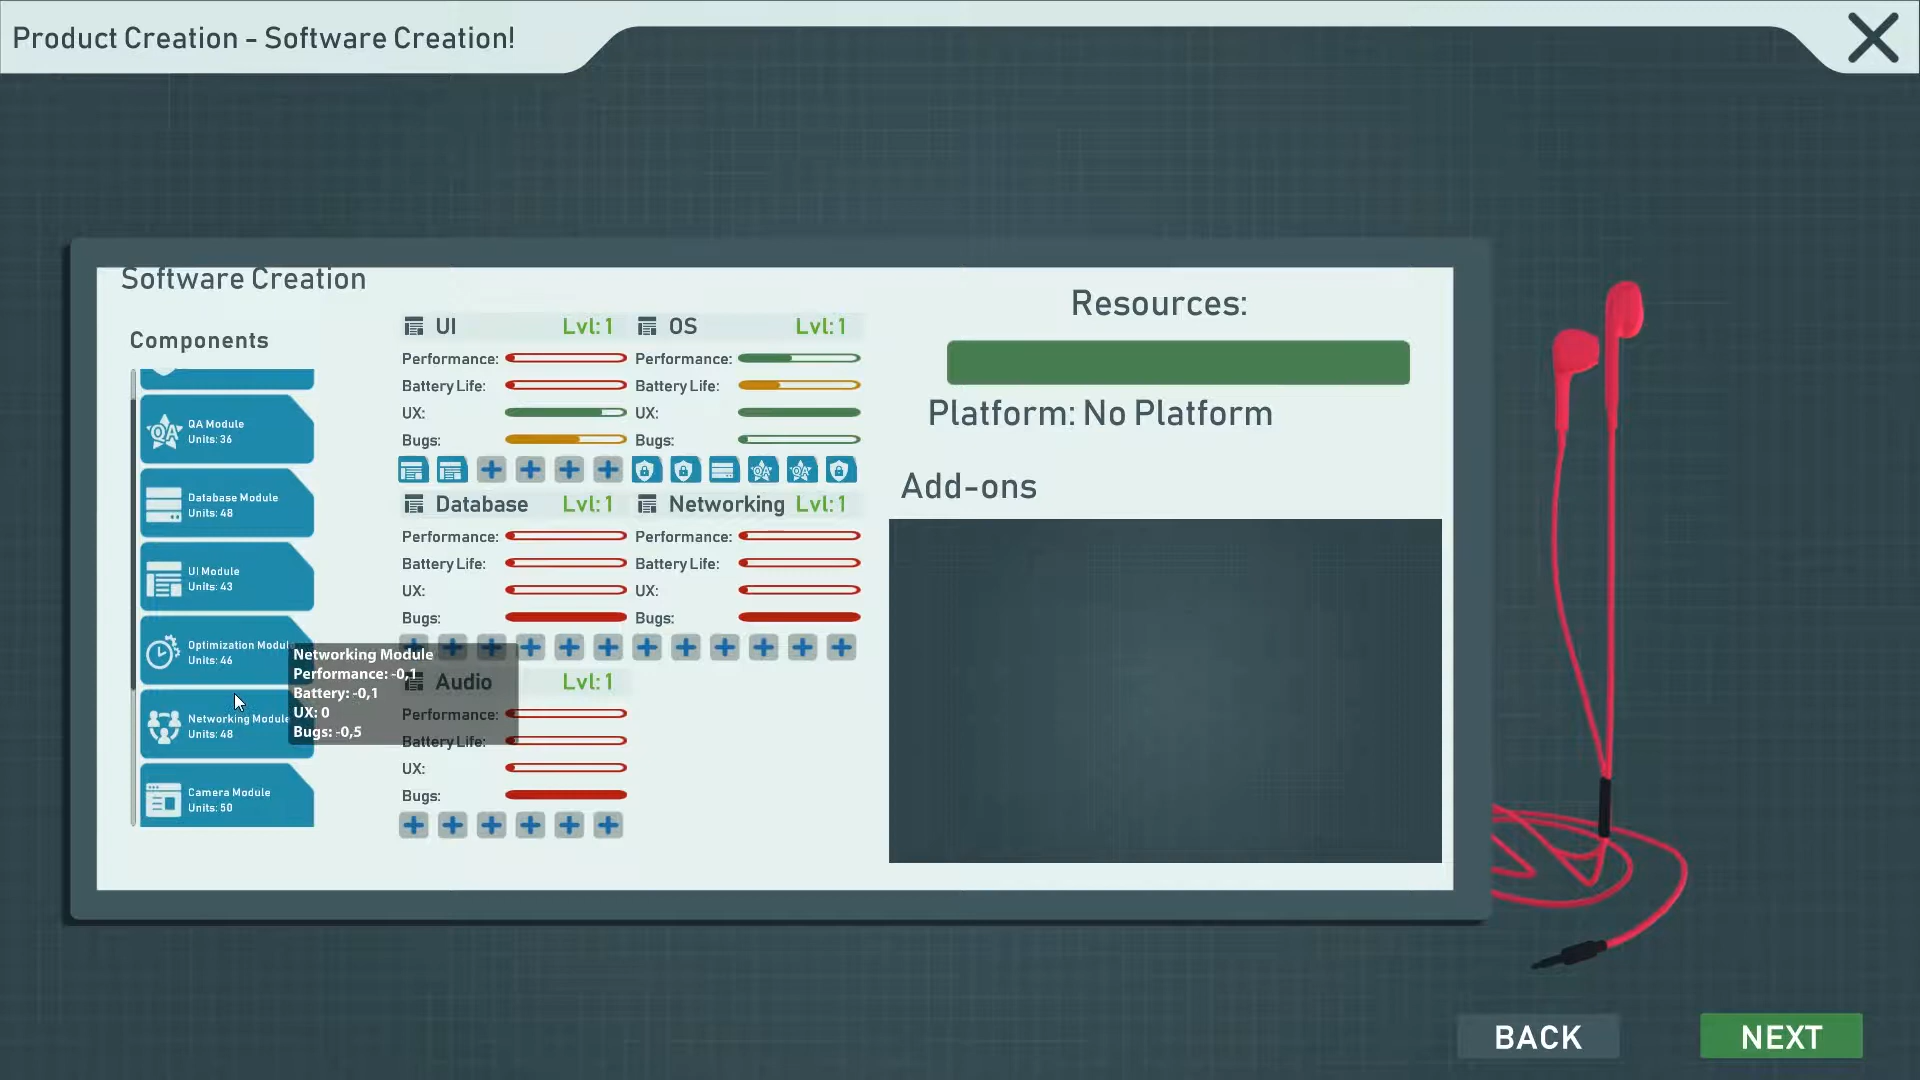 Product Creation - Software Creation!
Software Creation
Components
QA Module
Units: 36
Database Module
Units: 48
UI Module
Units: 43
Optimization Module
Units: 46
Networking Module
Units: 48
Camera Module
Units: 50
UI Lvl: 1
Performance:
Battery Life:
UX:
Bugs:
OS Lvl: 1
Performance:
Battery Life:
UX:
Bugs:
Database Lvl: 1
Performance:
Battery Life:
UX:
Bugs:
Networking Lvl: 1
Performance:
Battery Life:
UX:
Bugs:
Networking Module
Performance: -0,1
Battery: -0,1
UX: 0
Bugs: -0,5
Audio Lvl: 1
Performance:
Battery Life:
UX:
Bugs:
Resources:
Platform: No Platform
Add-ons
BACK
NEXT